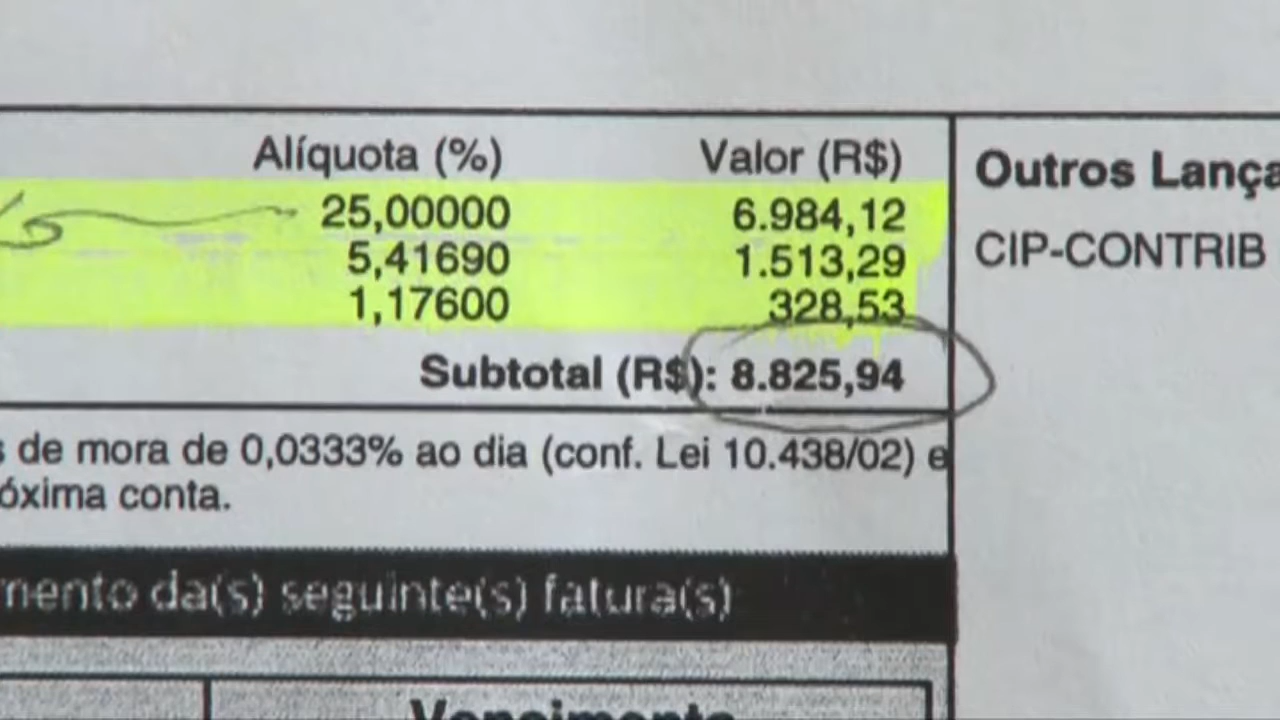 Alíquota (%) Valor (R$)
25,00000 6.984,12
5,41690 1.513,29
1,17600 328,53
Subtotal (R$): 8.825,94
Outros Lança
CIP-CONTRIB
s de mora de 0,0333% ao dia (conf. Lei 10.438/02) e
óxima conta.
mento da(s) seguinte(s) fatura(s)
Vencimento